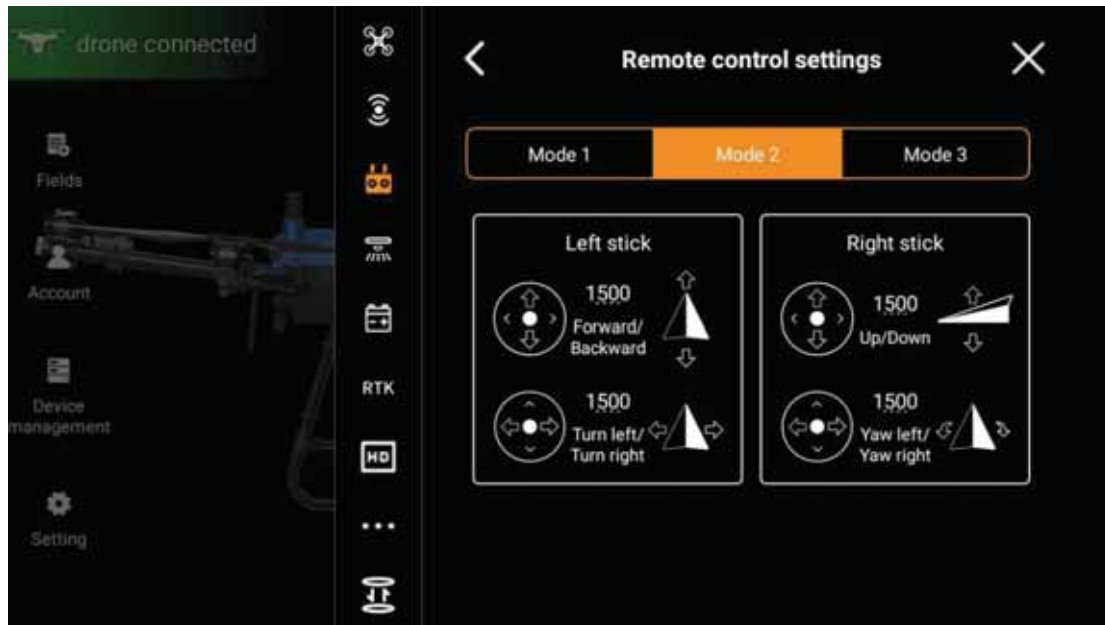 drone connected
Fields
Account
Device
management
Setting
RTK
HD
Remote control settings
Mode 1
Mode 2
Mode 3
Left stick
1500
Forward/
Backward
1500
Turn left/
Turn right
Right stick
1500
Up/Down
1500
Yaw left/
Yaw right